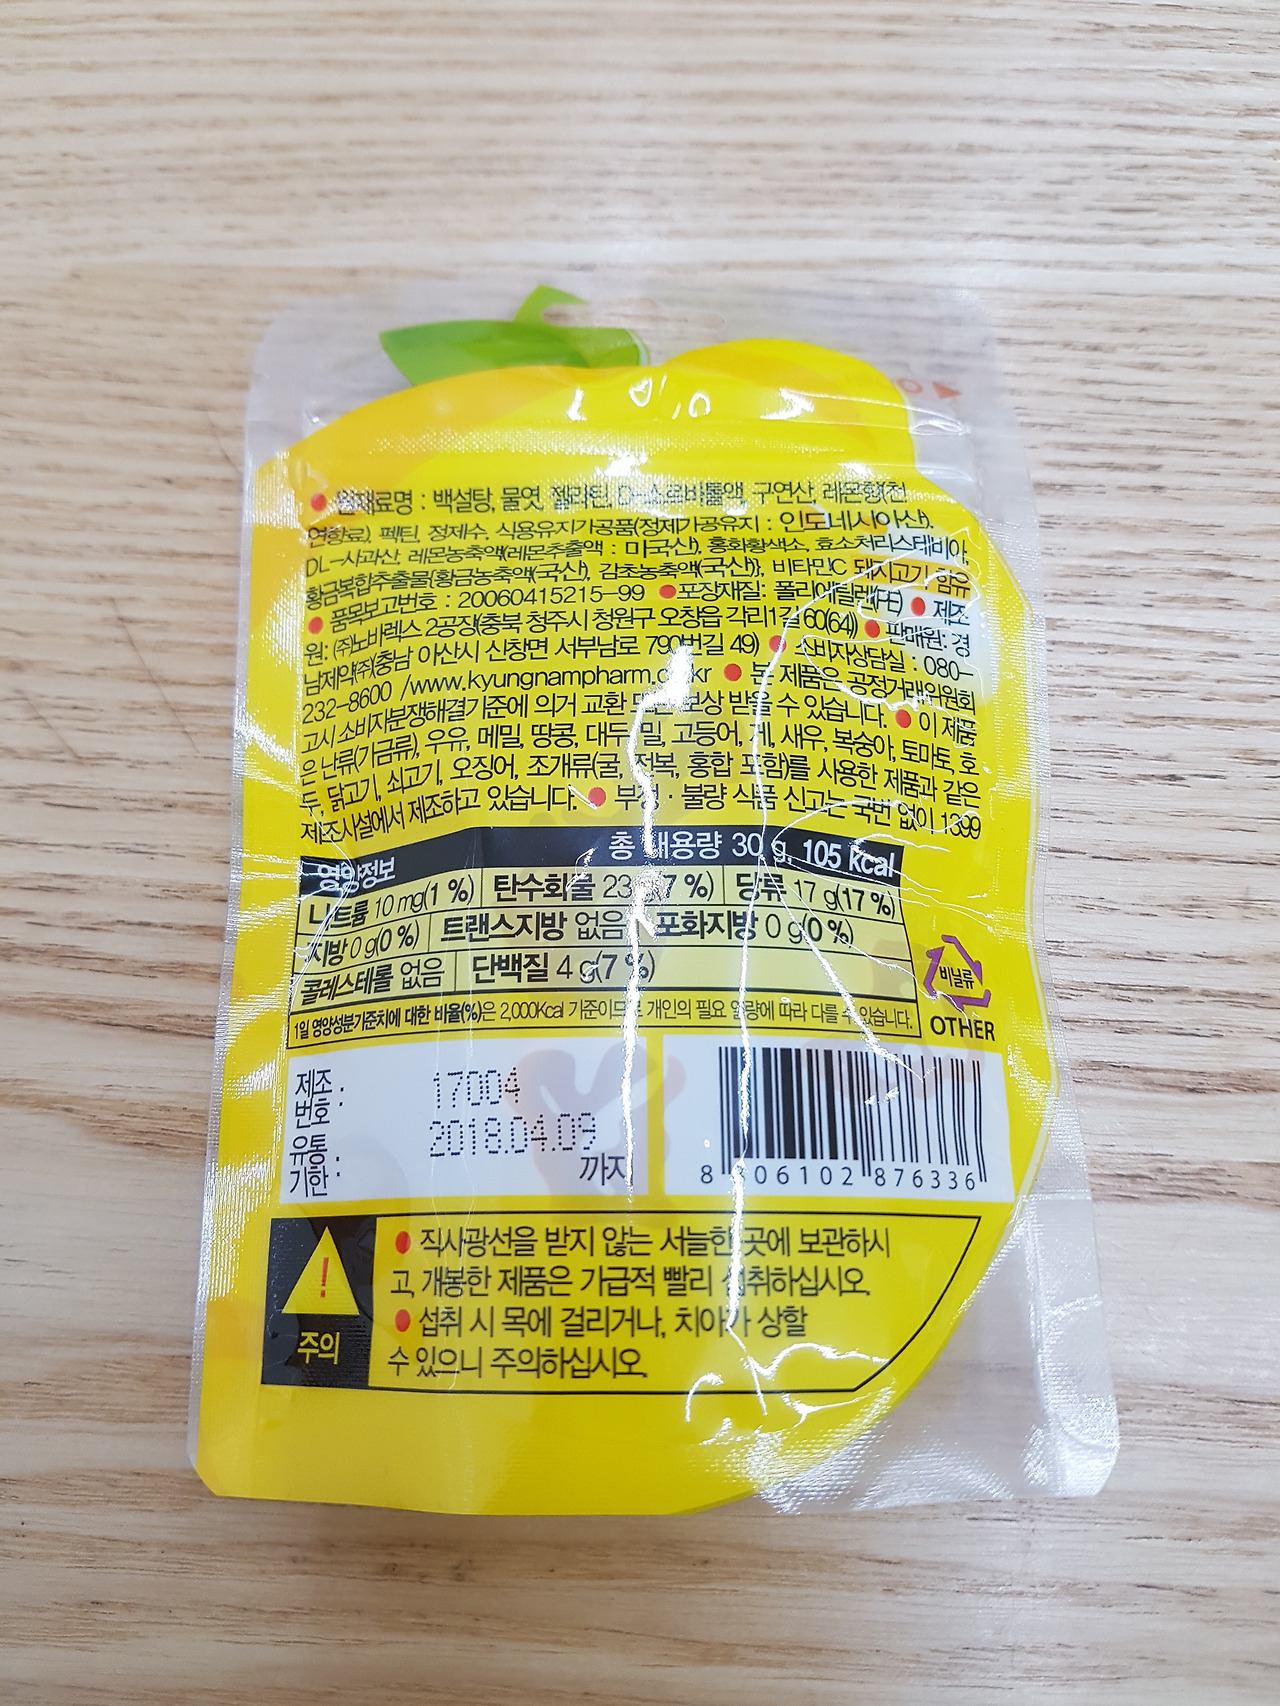 ● 원재료명 : 백설탕, 물엿, 젤라틴, D-소르비톨액, 구연산, 레몬향(천
연향료), 펙틴, 정제수, 식용유지가공품(정제가공유지 : 인도네시아산),
DL-사과산, 레몬농축액(레몬추출액 : 미국산), 홍화황색소, 효소처리스테비아,
황금복합추출물{황금농축액(국산), 감초농축액(국산)}, 비타민C 돼지고기 함유
● 품목보고번호 : 20060415215-99 ● 포장재질: 폴리에틸렌(PE) ● 제조
원: ㈜노바렉스 2공장(충북 청주시 청원구 오창읍 각리1길 60(64)) ● 판매원: 경
남제약㈜(충남 아산시 신창면 서부남로 790번길 49) ● 소비자상담실 : 080-
232-8600 /www.kyungnampharm.co.kr ● 본 제품은 공정거래위원회
고시 소비자분쟁해결기준에 의거 교환 또는 보상 받을 수 있습니다. ● 이 제품
은 난류(가금류), 우유, 메밀, 땅콩, 대두, 밀, 고등어, 게, 새우, 복숭아, 토마토, 호
두, 닭고기, 쇠고기, 오징어, 조개류(굴, 전복, 홍합 포함)를 사용한 제품과 같은
제조시설에서 제조하고 있습니다. ● 부정 · 불량 식품 신고는 국번 없이 1399
영양정보 총 내용량 30 g, 105 kcal
나트륨 10 mg(1 %) 탄수화물 23 g(7 %) 당류 17 g(17 %)
지방 0 g(0 %) 트랜스지방 없음 포화지방 0 g(0 %)
콜레스테롤 없음 단백질 4 g(7 %)
1일 영양성분기준치에 대한 비율(%)은 2,000Kcal 기준이므로 개인의 필요 열량에 따라 다를 수 있습니다.
비닐류
OTHER
제조번호 : 17004
유통기한 : 2018.04.09
까지
8 806102 876336
● 직사광선을 받지 않는 서늘한 곳에 보관하시
고, 개봉한 제품은 가급적 빨리 섭취하십시오.
● 섭취 시 목에 걸리거나, 치아가 상할
수 있으니 주의하십시오.
!
주의